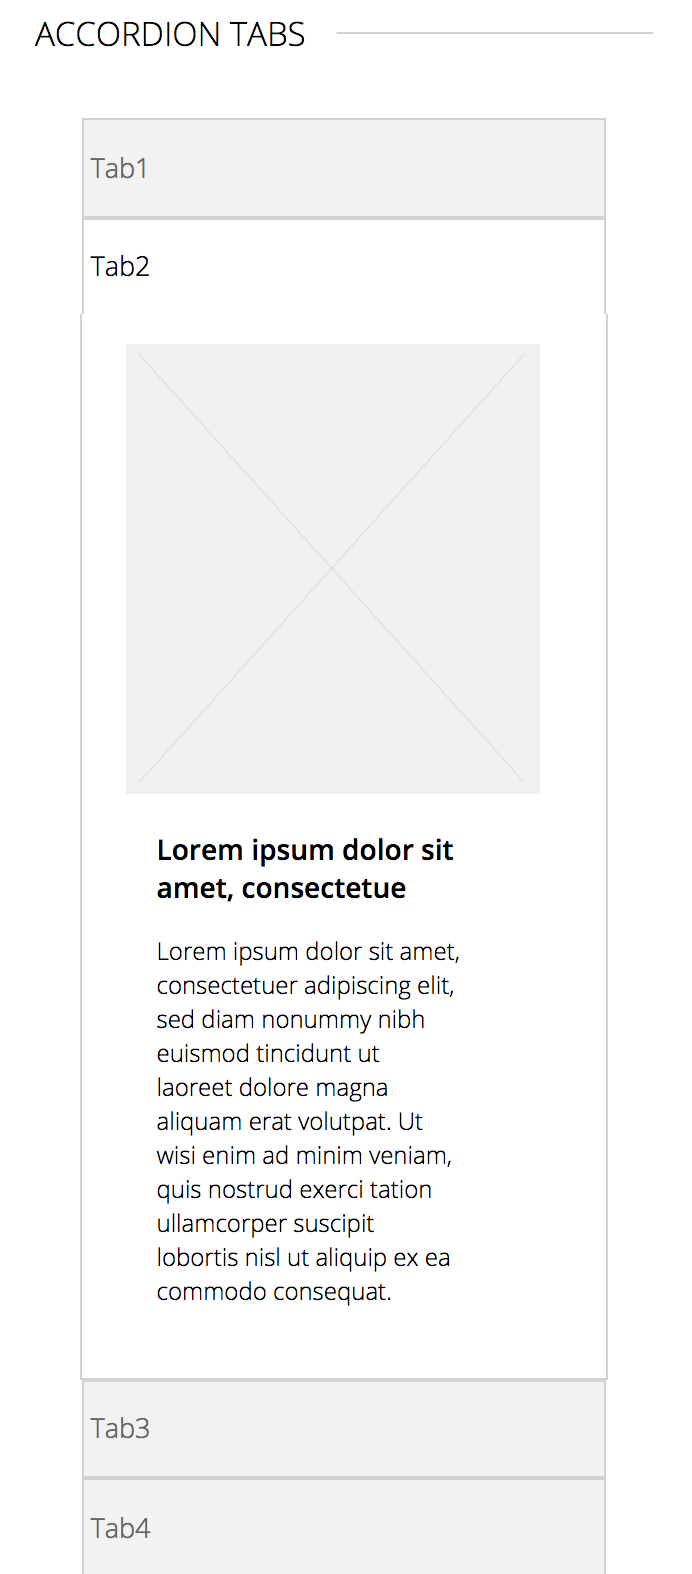 ACCORDION TABS
Tab1
Tab2
Lorem ipsum dolor sit
amet, consectetue
Lorem ipsum dolor sit amet,
consectetuer adipiscing elit,
sed diam nonummy nibh
euismod tincidunt ut
laoreet dolore magna
aliquam erat volutpat. Ut
wisi enim ad minim veniam,
quis nostrud exerci tation
ullamcorper suscipit
lobortis nisl ut aliquip ex ea
commodo consequat.
Tab3
Tab4